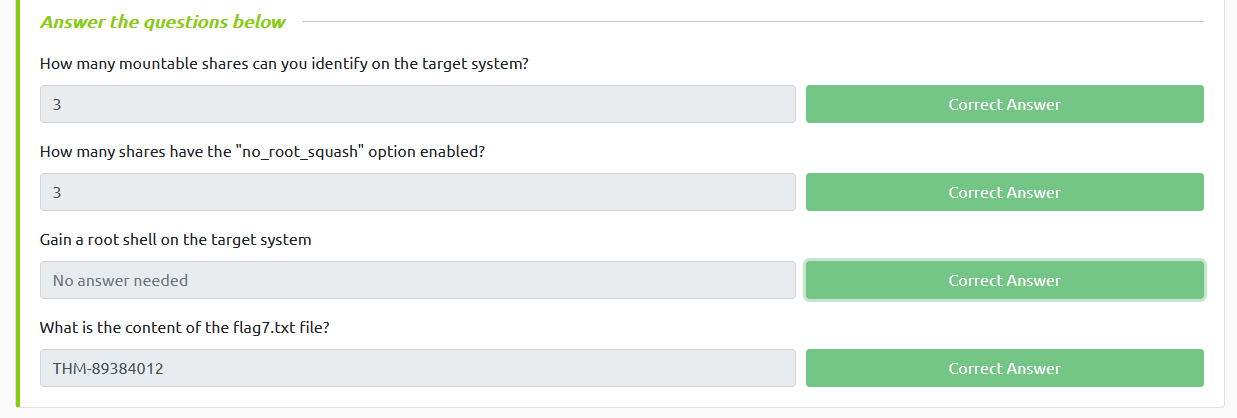 Answer the questions below
How many mountable shares can you identify on the target system?
3
Correct Answer
How many shares have the "no_root_squash" option enabled?
3
Correct Answer
Gain a root shell on the target system
No answer needed
Correct Answer
What is the content of the flag7.txt file?
THM-89384012
Correct Answer